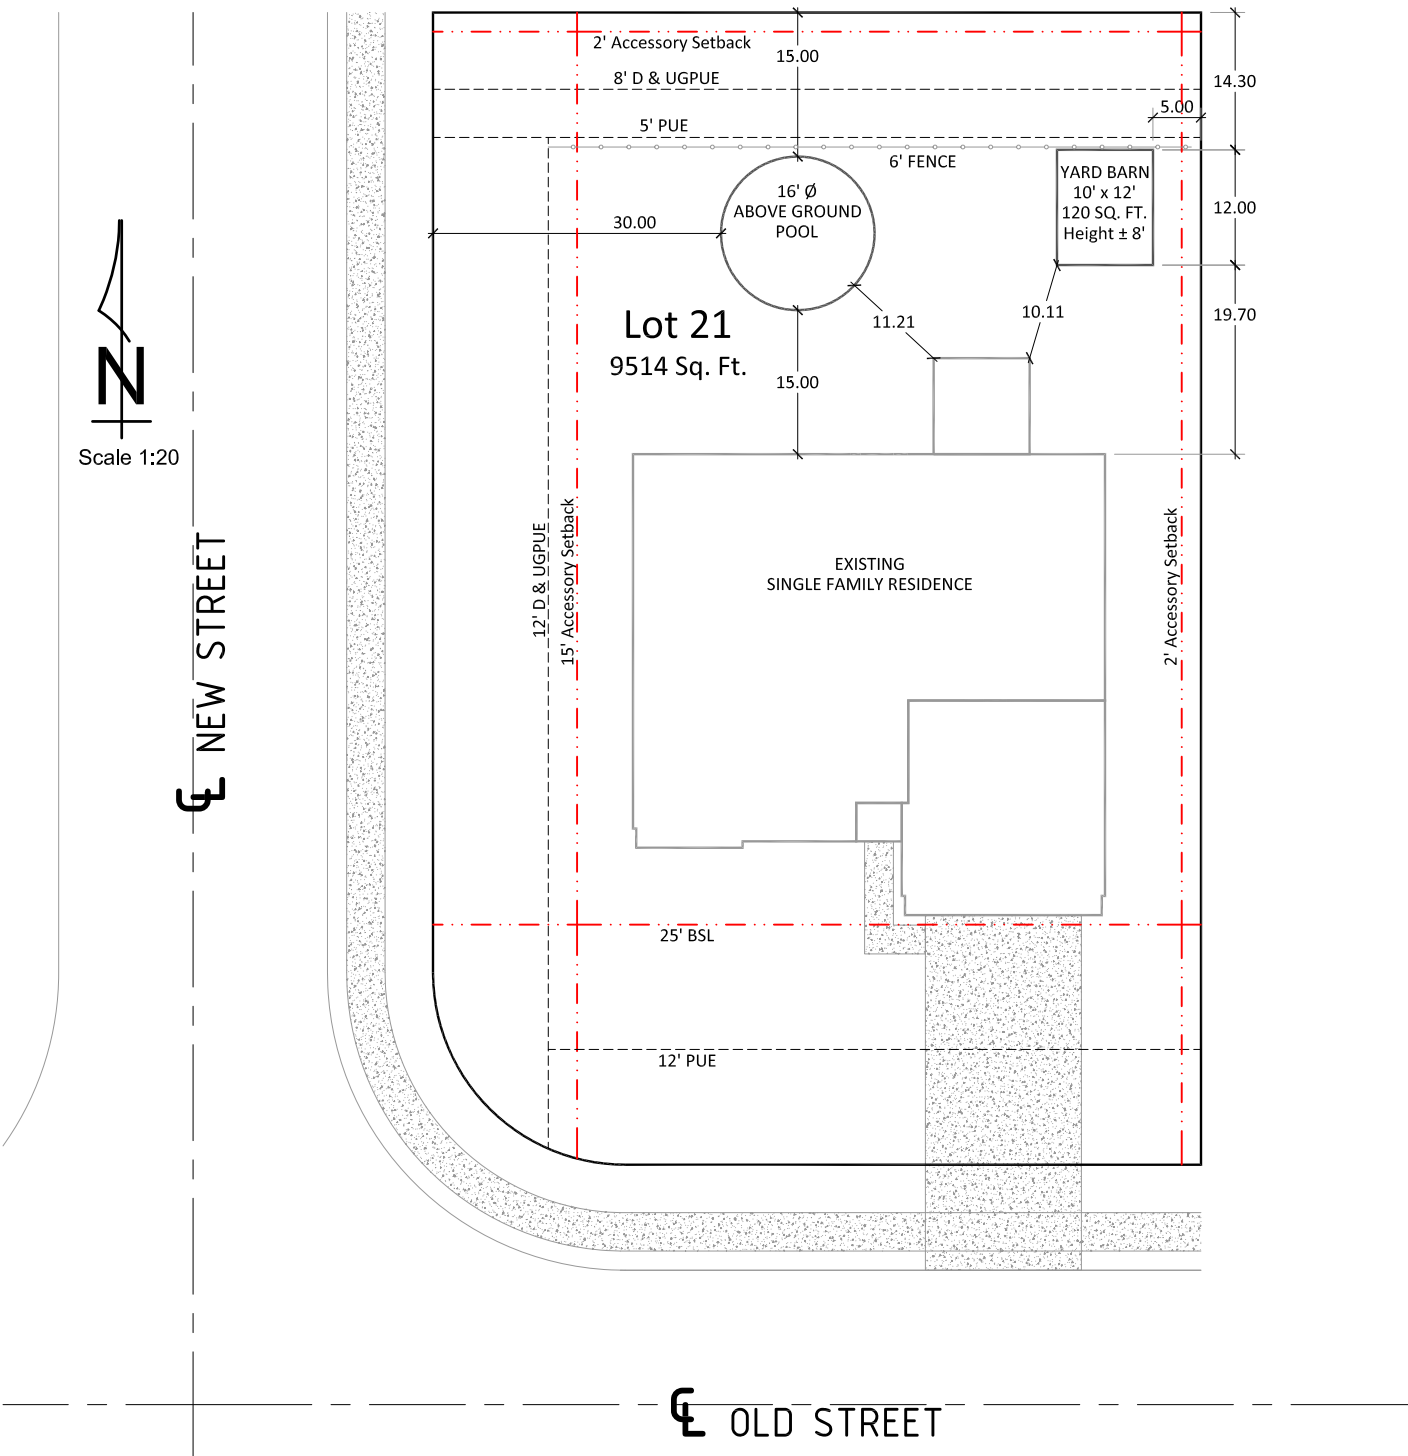 2' Accessory Setback
15.00
8' D & UGPUE
14.30
5.00
5' PUE
6' FENCE
YARD BARN
10' x 12'
120 SQ. FT.
Height ± 8'
16' Ø
ABOVE GROUND
POOL
12.00
30.00
10.11
19.70
11.21
Lot 21
9514 Sq. Ft.
15.00
N
Scale 1:20
12' D & UGPUE
15' Accessory Setback
EXISTING
SINGLE FAMILY RESIDENCE
2' Accessory Setback
CL NEW STREET
25' BSL
12' PUE
CL OLD STREET